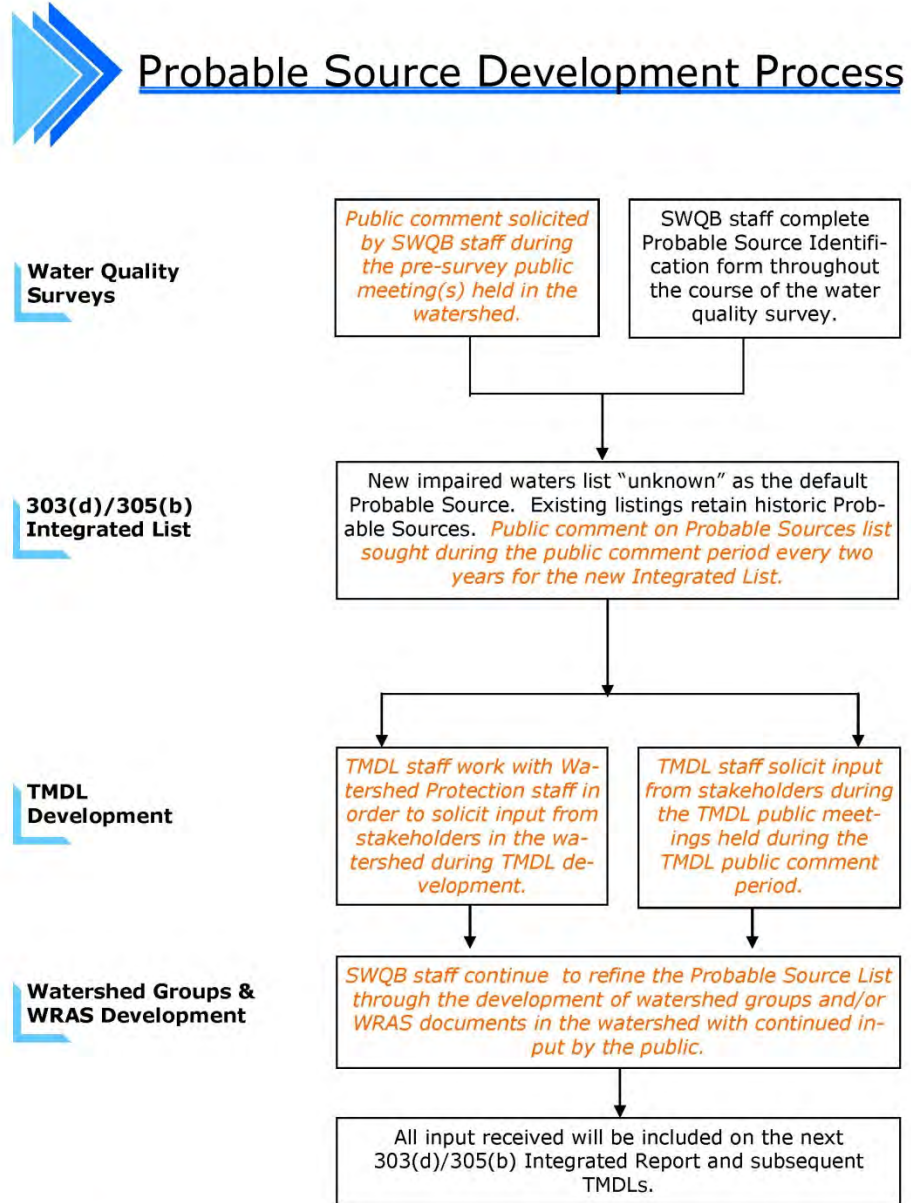 Probable Source Development Process
Water Quality
Surveys
Public comment solicited
by SWQB staff during
the pre-survey public
meeting(s) held in the
watershed.
SWQB staff complete
Probable Source Identifi-
cation form throughout
the course of the water
quality survey.
303(d)/305(b)
Integrated List
New impaired waters list “unknown” as the default
Probable Source.  Existing listings retain historic Prob-
able Sources.  Public comment on Probable Sources list
sought during the public comment period every two
years for the new Integrated List.
TMDL
Development
TMDL staff work with Wa-
tershed Protection staff in
order to solicit input from
stakeholders in the wa-
tershed during TMDL de-
velopment.
TMDL staff solicit input
from stakeholders during
the TMDL public meet-
ings held during the
TMDL public comment
period.
Watershed Groups &
WRAS Development
SWQB staff continue  to refine the Probable Source List
through the development of watershed groups and/or
WRAS documents in the watershed with continued in-
put by the public.
All input received will be included on the next
303(d)/305(b) Integrated Report and subsequent
TMDLs.